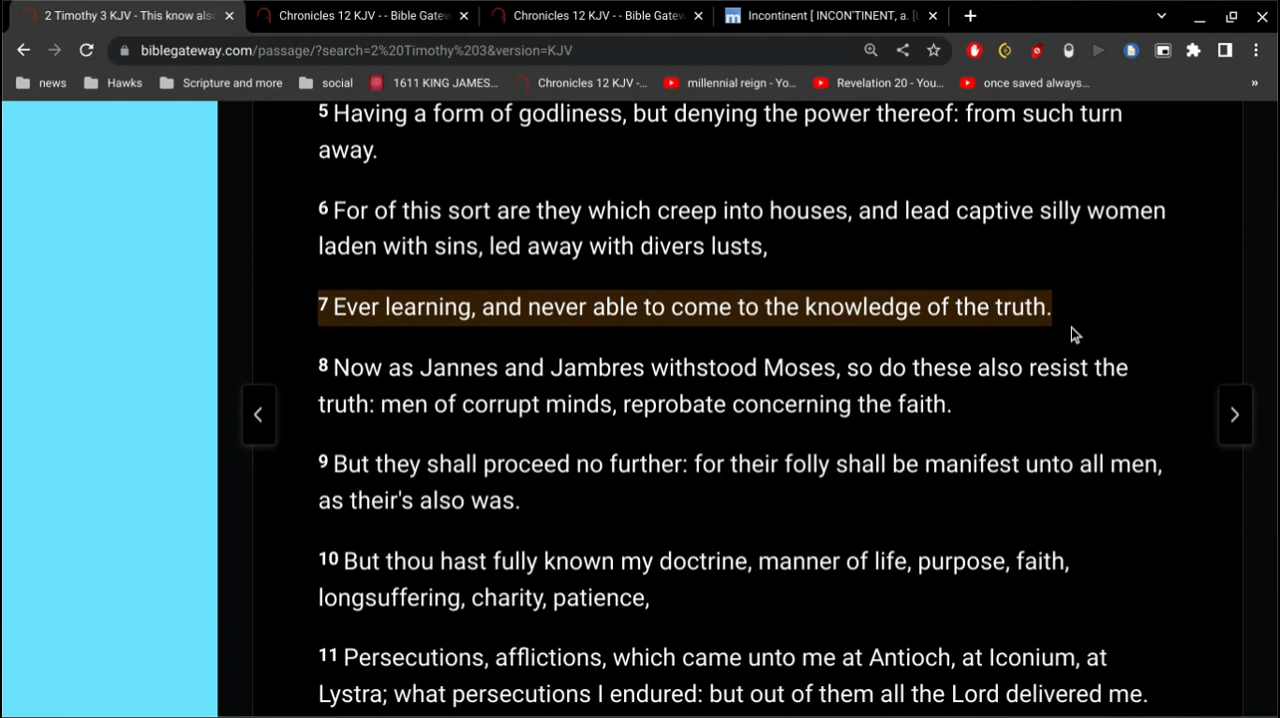 2 Timothy 3 KJV - This know als
Chronicles 12 KJV - - Bible Gatew
Chronicles 12 KJV - - Bible Gatew
Incontinent [ INCON'TINENT, a. [L
biblegateway.com/passage/?search=2%20Timothy%203&version=KJV
news
Hawks
Scripture and more
social
1611 KING JAMES...
Chronicles 12 KJV -...
millennial reign - Yo...
Revelation 20 - You...
once saved always...
»
5 Having a form of godliness, but denying the power thereof: from such turn
away.
6 For of this sort are they which creep into houses, and lead captive silly women
laden with sins, led away with divers lusts,
7 Ever learning, and never able to come to the knowledge of the truth.
8 Now as Jannes and Jambres withstood Moses, so do these also resist the
truth: men of corrupt minds, reprobate concerning the faith.
9 But they shall proceed no further: for their folly shall be manifest unto all men,
as their's also was.
10 But thou hast fully known my doctrine, manner of life, purpose, faith,
longsuffering, charity, patience,
11 Persecutions, afflictions, which came unto me at Antioch, at Iconium, at
Lystra; what persecutions I endured: but out of them all the Lord delivered me.